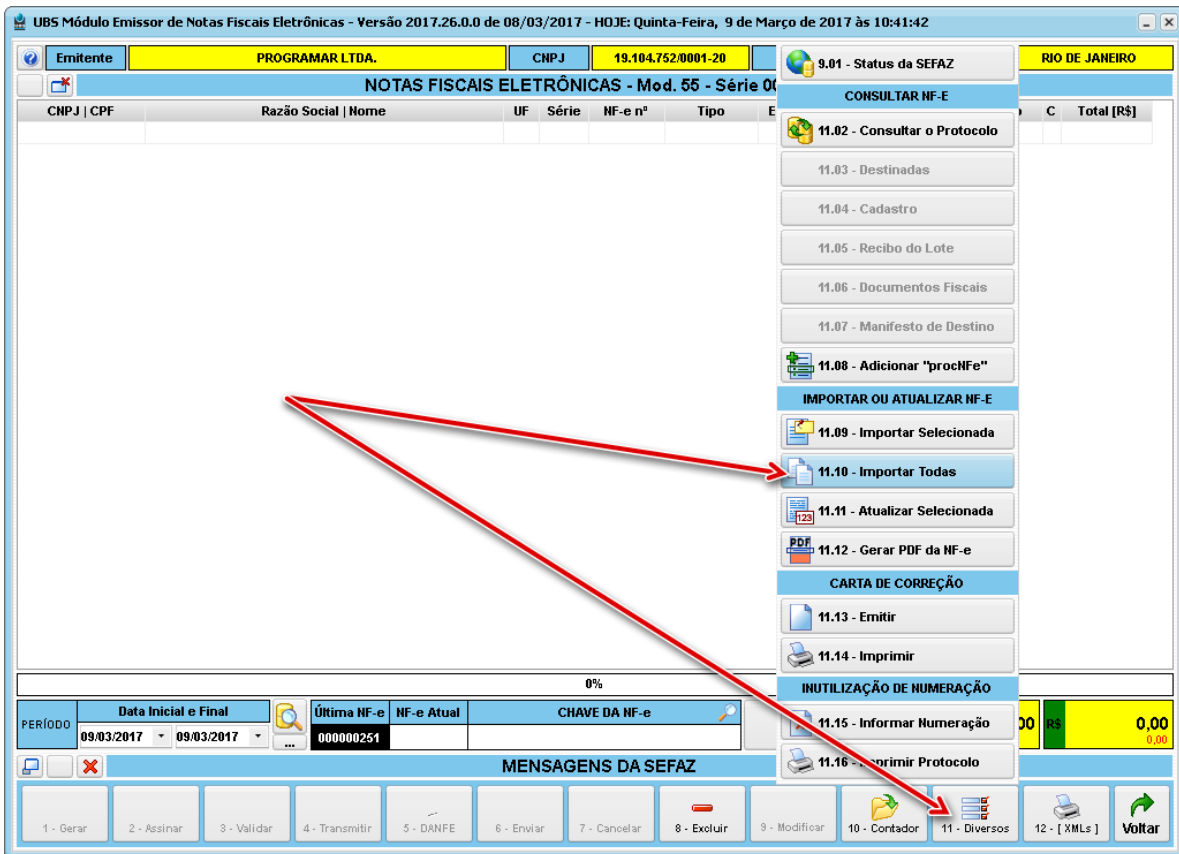 UBS Módulo Emissor de Notas Fiscais Eletrônicas - Versão 2017.26.0.0 de 08/03/2017 - HOJE: Quinta-Feira, 9 de Março de 2017 às 10:41:42
Emitente PROGRAMAR LTDA. CNPJ 19.104.752/0001-20 RIO DE JANEIRO
NOTAS FISCAIS ELETRÔNICAS - Mod. 55 - Série 00
CNPJ | CPF Razão Social | Nome UF Série NF-e nº Tipo C Total [R$]
9.01 - Status da SEFAZ
CONSULTAR NF-E
11.02 - Consultar o Protocolo
11.03 - Destinadas
11.04 - Cadastro
11.05 - Recibo do Lote
11.06 - Documentos Fiscais
11.07 - Manifesto de Destino
11.08 - Adicionar "procNFe"
IMPORTAR OU ATUALIZAR NF-E
11.09 - Importar Selecionada
11.10 - Importar Todas
11.11 - Atualizar Selecionada
11.12 - Gerar PDF da NF-e
CARTA DE CORREÇÃO
11.13 - Emitir
11.14 - Imprimir
INUTILIZAÇÃO DE NUMERAÇÃO
11.15 - Informar Numeração
11.16 - Imprimir Protocolo
0%
PERÍODO Data Inicial e Final Última NF-e NF-e Atual CHAVE DA NF-e
09/03/2017 09/03/2017 ... 000000251 00 R$ 0,00
0,00
MENSAGENS DA SEFAZ
1 - Gerar 2 - Assinar 3 - Validar 4 - Transmitir 5 - DANFE 6 - Enviar 7 - Cancelar 8 - Excluir 9 - Modificar 10 - Contador 11 - Diversos 12 - [ XMLs ] Voltar